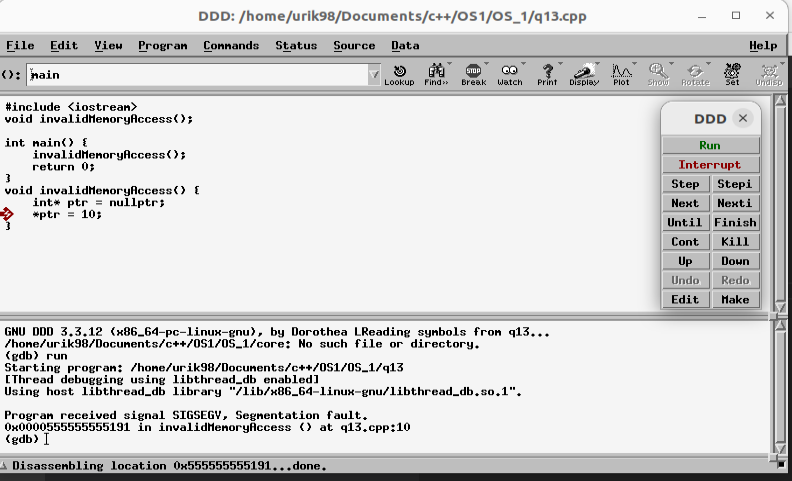 DDD: /home/urik98/Documents/c++/OS1/OS_1/q13.cpp
File Edit View Program Commands Status Source Data Help
(): main
Lookup Find>> Break Watch Print Display Plot Show Rotate Set Undisp
STOP
#include <iostream>
void invalidMemoryAccess();
int main() {
invalidMemoryAccess();
return 0;
}
void invalidMemoryAccess() {
int* ptr = nullptr;
*ptr = 10;
}
DDD
Run
Interrupt
Step Stepi
Next Nexti
Until Finish
Cont Kill
Up Down
Undo Redo
Edit Make
GNU DDD 3.3.12 (x86_64-pc-linux-gnu), by Dorothea LReading symbols from q13...
/home/urik98/Documents/c++/OS1/OS_1/core: No such file or directory.
(gdb) run
Starting program: /home/urik98/Documents/c++/OS1/OS_1/q13
[Thread debugging using libthread_db enabled]
Using host libthread_db library "/lib/x86_64-linux-gnu/libthread_db.so.1".
Program received signal SIGSEGV, Segmentation fault.
0x0000555555555191 in invalidMemoryAccess () at q13.cpp:10
(gdb)
Disassembling location 0x555555555191...done.